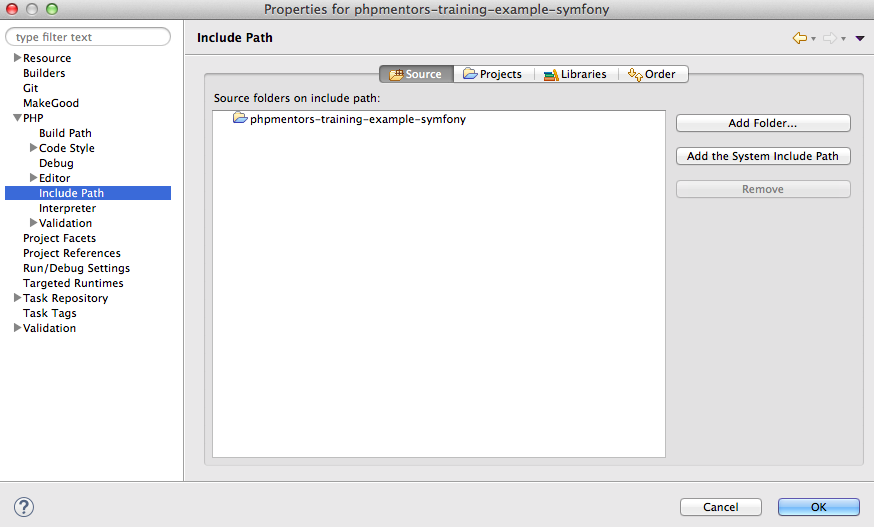 Properties for phpmentors-training-example-symfony
type filter text
Resource
Builders
Git
MakeGood
PHP
Build Path
Code Style
Debug
Editor
Include Path
Interpreter
Validation
Project Facets
Project References
Run/Debug Settings
Targeted Runtimes
Task Repository
Task Tags
Validation
Include Path
Source Projects Libraries Order
Source folders on include path:
phpmentors-training-example-symfony
Add Folder...
Add the System Include Path
Remove
?
Cancel OK